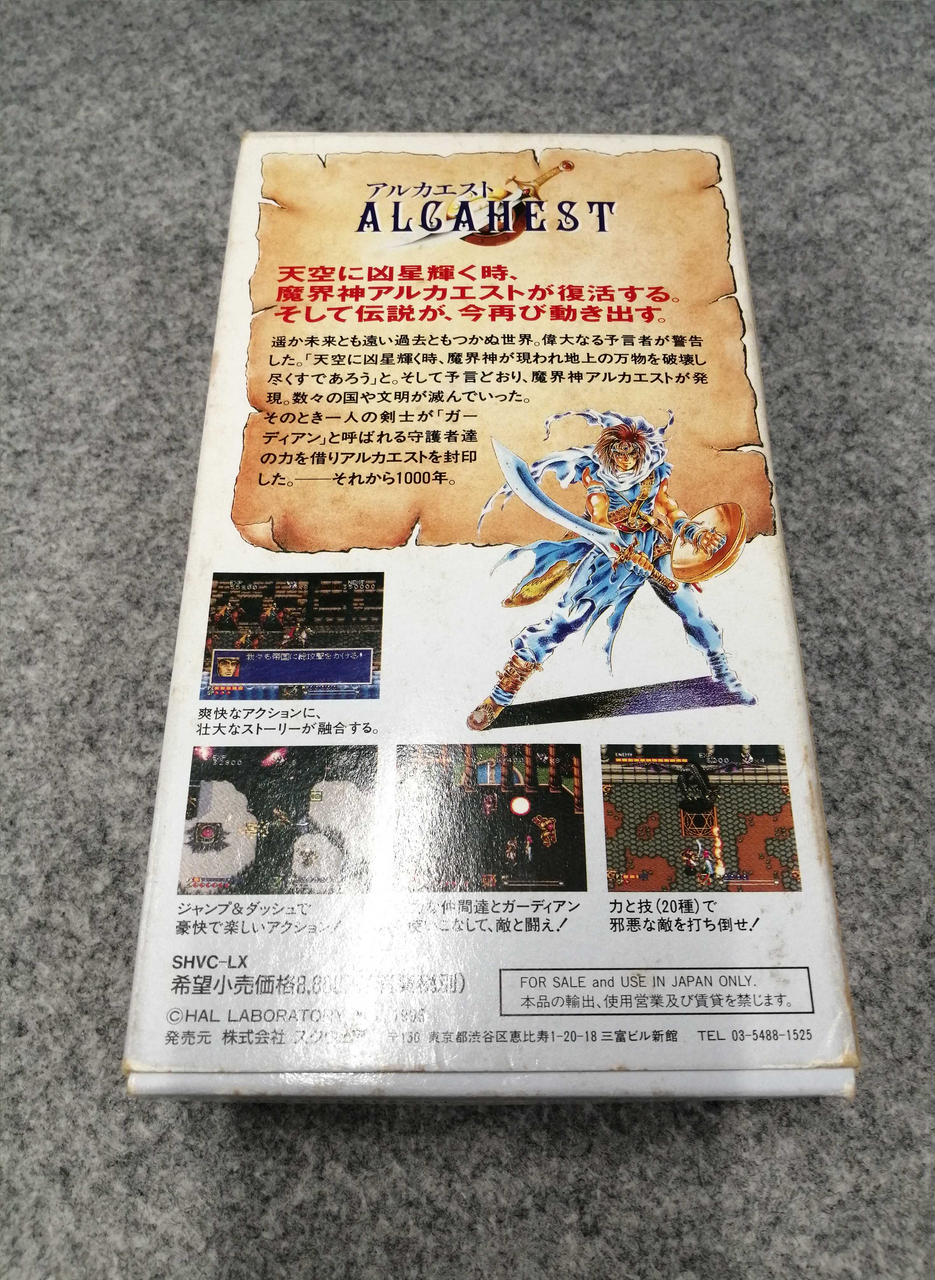 アルカエスト
ALCAHEST
天空に凶星輝く時、
魔界神アルカエストが復活する。
そして伝説が、今再び動き出す。
遥か未来とも遠い過去ともつかぬ世界。偉大なる予言者が警告
した。「天空に凶星輝く時、魔界神が現われ地上の万物を破壊し
尽くすであろう」と。そして予言どおり、魔界神アルカエストが発
現。数々の国や文明が滅んでいった。
そのとき一人の剣士が「ガー
ディアン」と呼ばれる守護者達
の力を借りアルカエストを封印
した。――それから1000年。
我々も帝国に総攻撃をかける!
爽快なアクションに、
壮大なストーリーが融合する。
ジャンプ&ダッシュで
豪快で楽しいアクション!
仲間達とガーディアン
こなして、敵と闘え!
力と技(20種)で
邪悪な敵を打ち倒せ!
SHVC-LX
希望小売価格
FOR SALE and USE IN JAPAN ONLY.
本品の輸出、使用営業及び賃貸を禁じます。
©HAL LABORATORY
発売元 株式会社 〒150 東京都渋谷区恵比寿1-20-18 三富ビル新館 TEL 03-5488-1525